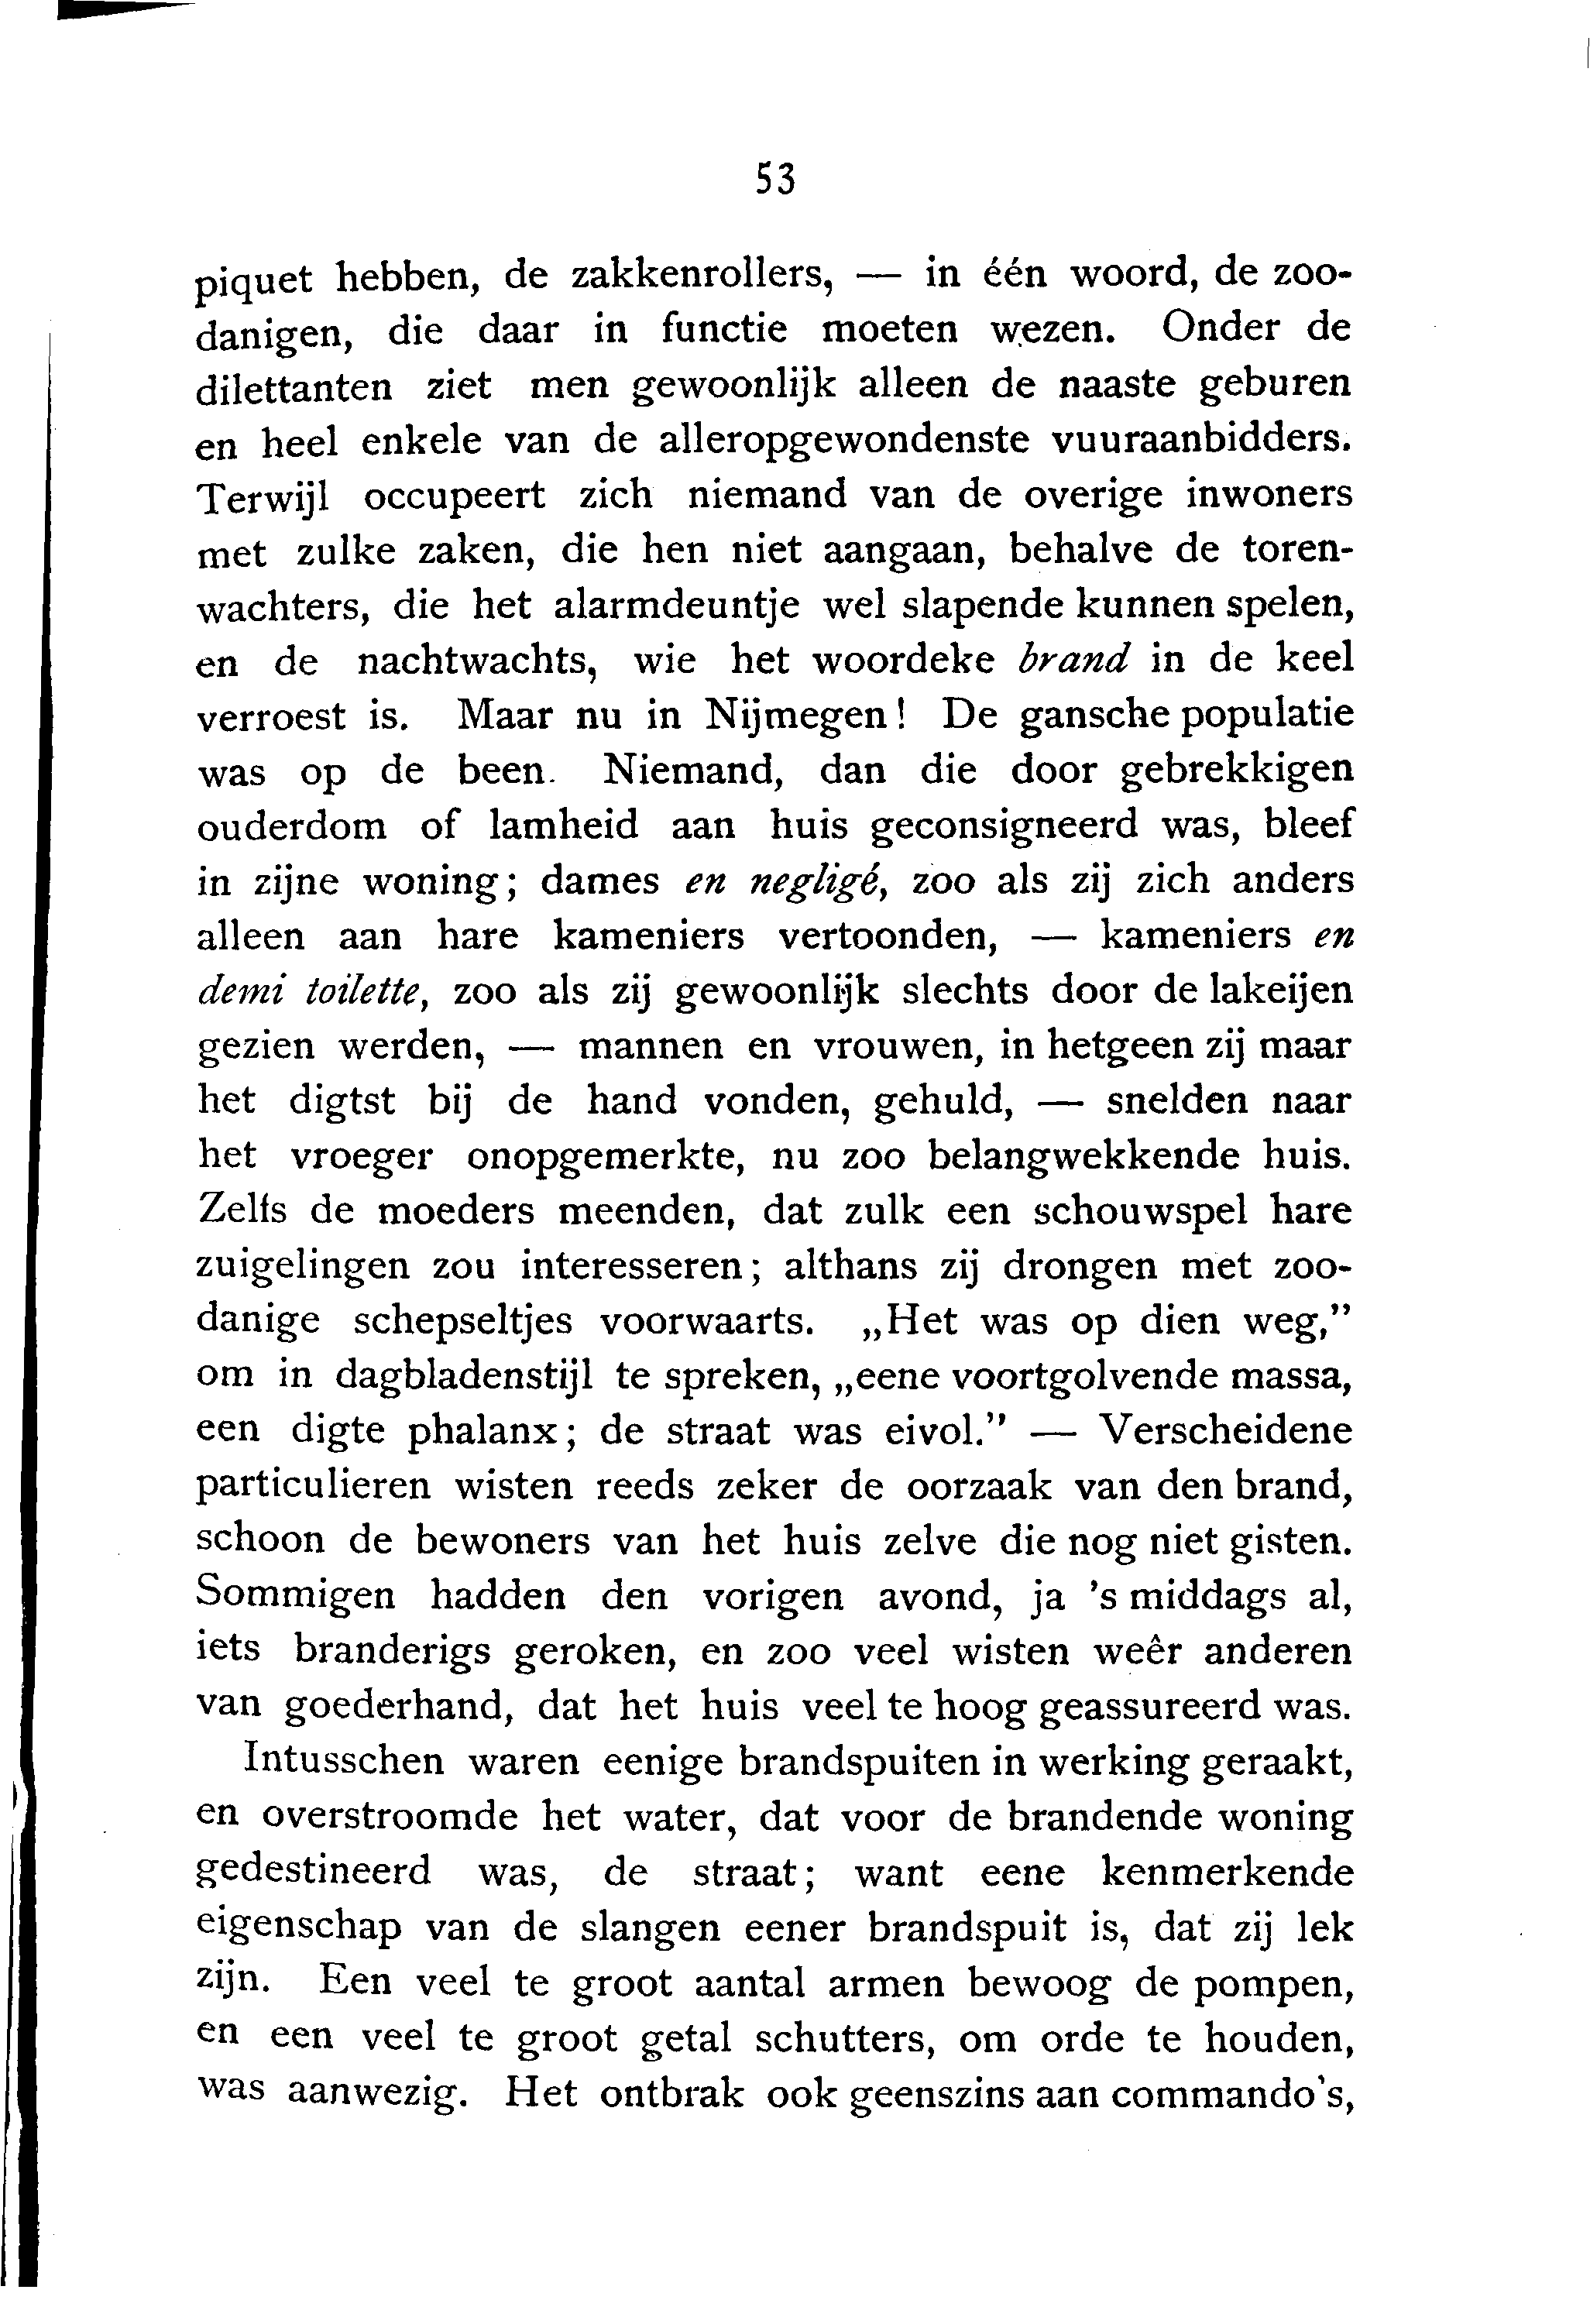 53
piquet hebben, de zakkenrollers, — in één woord, de zoo-
danigen, die daar in functie moeten wezen. Onder de
dilettanten ziet men gewoonlijk alleen de naaste geburen
en heel enkele van de alleropgewondenste vuuraanbidders.
Terwijl occupeert zich niemand van de overige inwoners
met zulke zaken, die hen niet aangaan, behalve de toren-
wachters, die het alarmdeuntje wel slapende kunnen spelen,
en de nachtwachts, wie het woordeke brand in de keel
verroest is. Maar nu in Nijmegen! De gansche populatie
was op de been. Niemand, dan die door gebrekkigen
ouderdom of lamheid aan huis geconsigneerd was, bleef
in zijne woning; dames en negligé, zoo als zij zich anders
alleen aan hare kameniers vertoonden, — kameniers en
demi toilette, zoo als zij gewoonlijk slechts door de lakeijen
gezien werden, — mannen en vrouwen, in hetgeen zij maar
het digtst bij de hand vonden, gehuld, — snelden naar
het vroeger onopgemerkte, nu zoo belangwekkende huis.
Zelfs de moeders meenden, dat zulk een schouwspel hare
zuigelingen zou interesseren; althans zij drongen met zoo-
danige schepseltjes voorwaarts. „Het was op dien weg,”
om in dagbladenstijl te spreken, „eene voortgolvende massa,
een digte phalanx; de straat was eivol.” — Verscheidene
particulieren wisten reeds zeker de oorzaak van den brand,
schoon de bewoners van het huis zelve die nog niet gisten.
Sommigen hadden den vorigen avond, ja 's middags al,
iets branderigs geroken, en zoo veel wisten weêr anderen
van goederhand, dat het huis veel te hoog geassureerd was.
Intusschen waren eenige brandspuiten in werking geraakt,
en overstroomde het water, dat voor de brandende woning
gedestineerd was, de straat; want eene kenmerkende
eigenschap van de slangen eener brandspuit is, dat zij lek
zijn. Een veel te groot aantal armen bewoog de pompen,
en een veel te groot getal schutters, om orde te houden,
was aanwezig. Het ontbrak ook geenszins aan commando's,